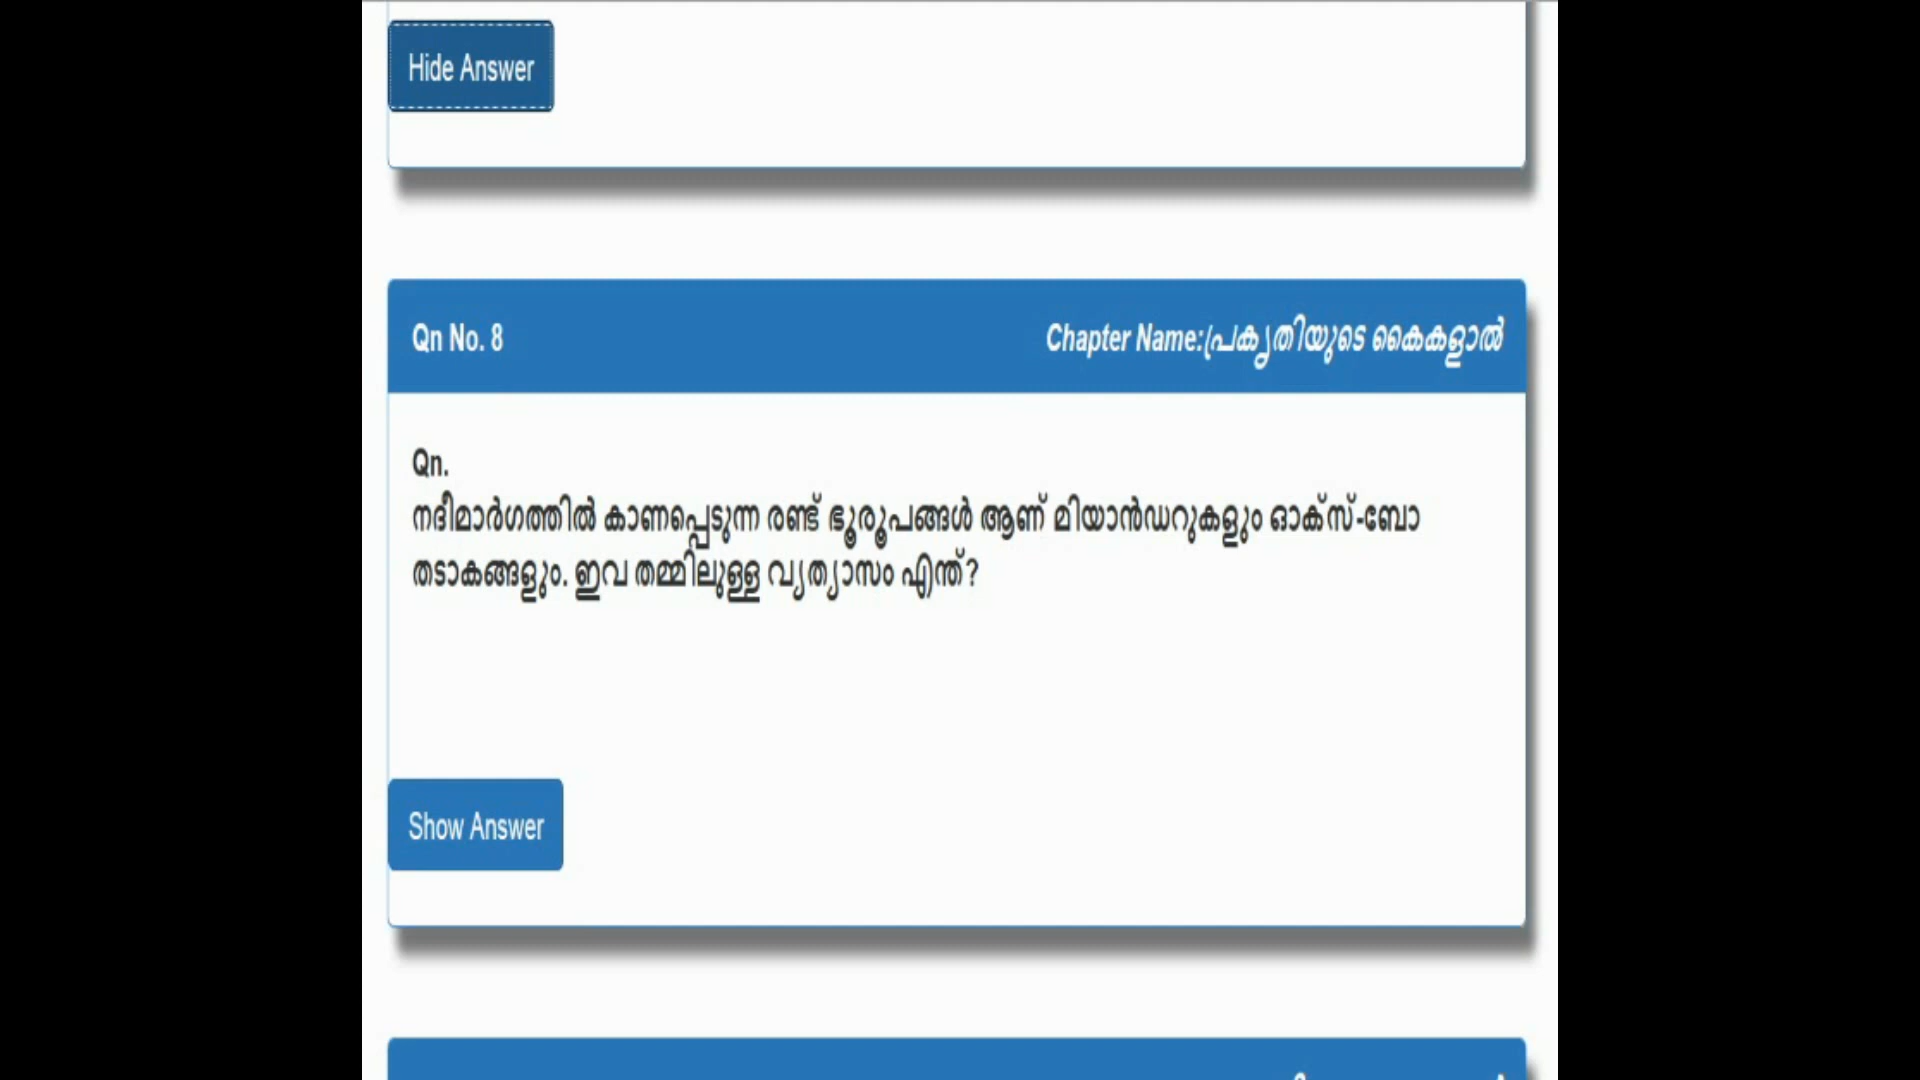 Hide Answer
Qn No. 8
Chapter Name:പ്രകൃതിയുടെ കൈകളാൽ
Qn.
നദീമാർഗത്തിൽ കാണപ്പെടുന്ന രണ്ട് ഭൂരൂപങ്ങൾ ആണ് മിയാൻഡറുകളും ഓക്സ്-ബോ
തടാകങ്ങളും. ഇവ തമ്മിലുള്ള വ്യത്യാസം എന്ത്?
Show Answer